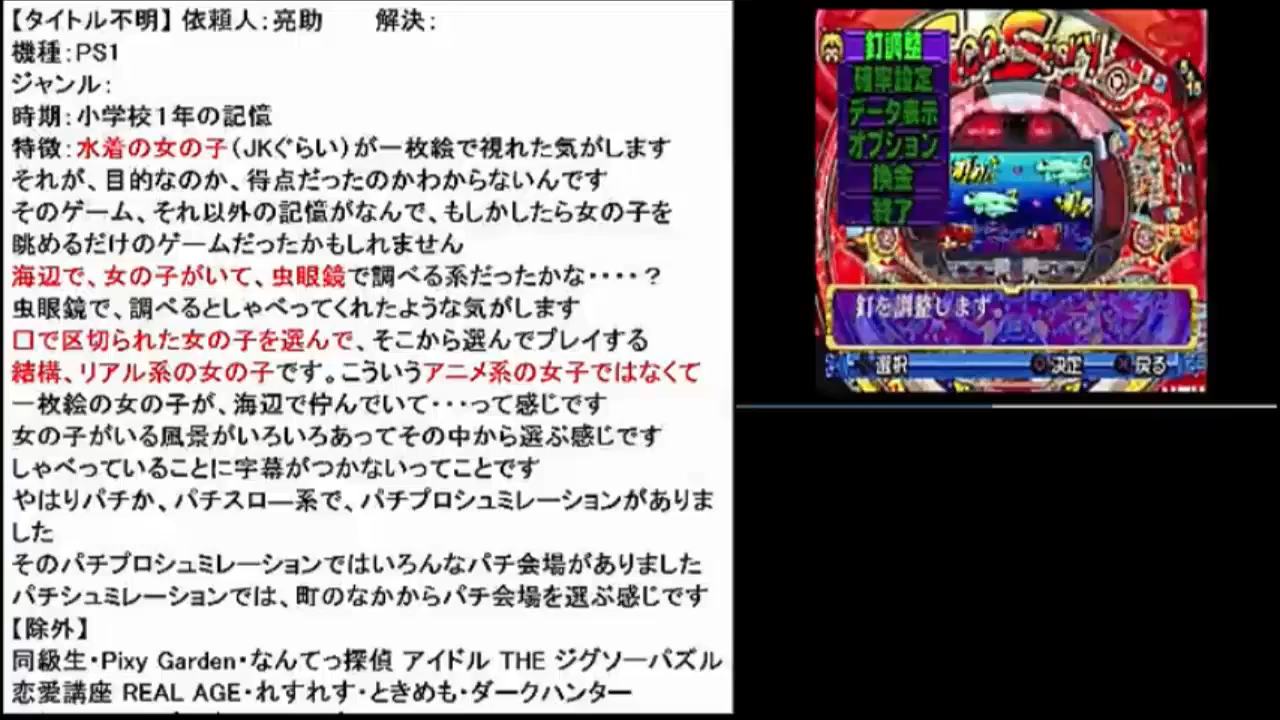 【タイトル不明】 依頼人:亮助　　解決:
機種:PS1
ジャンル:
時期:小学校1年の記憶
特徴:水着の女の子(JKぐらい)が一枚絵で視れた気がします
それが、目的なのか、得点だったのかわからないんです
そのゲーム、それ以外の記憶がなんで、もしかしたら女の子を
眺めるだけのゲームだったかもしれません
海辺で、女の子がいて、虫眼鏡で調べる系だったかな・・・・?
虫眼鏡で、調べるとしゃべってくれたような気がします
口で区切られた女の子を選んで、そこから選んでプレイする
結構、リアル系の女の子です。こういうアニメ系の女子ではなくて
一枚絵の女の子が、海辺で佇んでいて・・・って感じです
女の子がいる風景がいろいろあってその中から選ぶ感じです
しゃべっていることに字幕がつかないってことです
やはりパチか、パチスロ―系で、パチプロシュミレーションがありま
した
そのパチプロシュミレーションではいろんなパチ会場がありました
パチシュミレーションでは、町のなかからパチ会場を選ぶ感じです
【除外】
同級生・Pixy Garden・なんてっ探偵 アイドル THE ジグソーパズル
恋愛講座 REAL AGE・れすれす・ときめも・ダークハンター
釘調整
確率設定
データ表示
オプション
換金
終了
釘を調整します
選択 決定 戻る